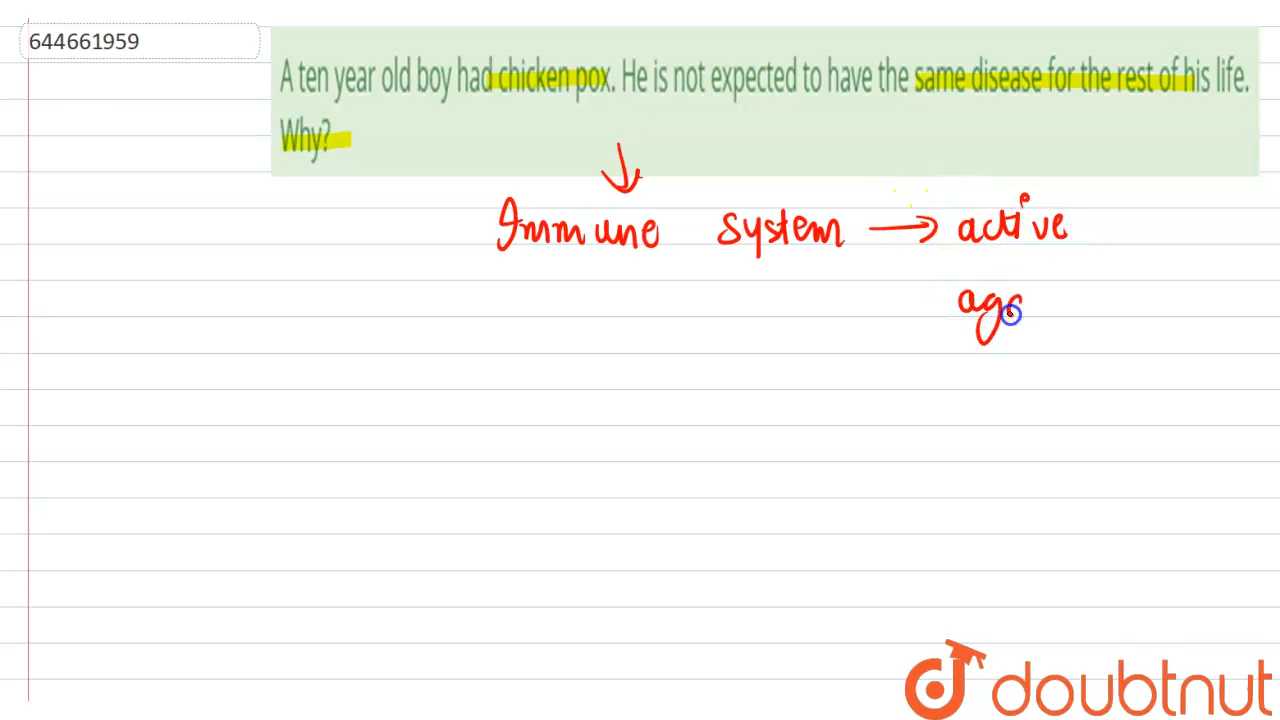 644661959
A ten year old boy had chicken pox. He is not expected to have the same disease for the rest of his life.
Why?
Immune system → active
aga
doubtnut